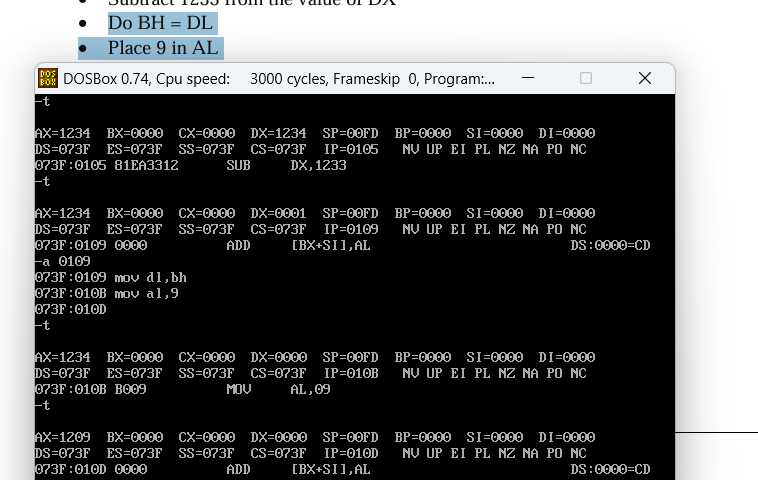 • Subtract 1233 from the value of DX
• Do BH = DL
• Place 9 in AL
DOSBox 0.74, Cpu speed: 3000 cycles, Frameskip 0, Program:...
-t
AX=1234 BX=0000 CX=0000 DX=1234 SP=00FD BP=0000 SI=0000 DI=0000
DS=073F ES=073F SS=073F CS=073F IP=0105 NV UP EI PL NZ NA PO NC
073F:0105 81EA3312 SUB DX,1233
-t
AX=1234 BX=0000 CX=0000 DX=0001 SP=00FD BP=0000 SI=0000 DI=0000
DS=073F ES=073F SS=073F CS=073F IP=0109 NV UP EI PL NZ NA PO NC
073F:0109 0000 ADD [BX+SI],AL DS:0000=CD
-a 0109
073F:0109 mov dl,bh
073F:010B mov al,9
073F:010D
-t
AX=1234 BX=0000 CX=0000 DX=0000 SP=00FD BP=0000 SI=0000 DI=0000
DS=073F ES=073F SS=073F CS=073F IP=010B NV UP EI PL NZ NA PO NC
073F:010B B009 MOV AL,09
-t
AX=1209 BX=0000 CX=0000 DX=0000 SP=00FD BP=0000 SI=0000 DI=0000
DS=073F ES=073F SS=073F CS=073F IP=010D NV UP EI PL NZ NA PO NC
073F:010D 0000 ADD [BX+SI],AL DS:0000=CD